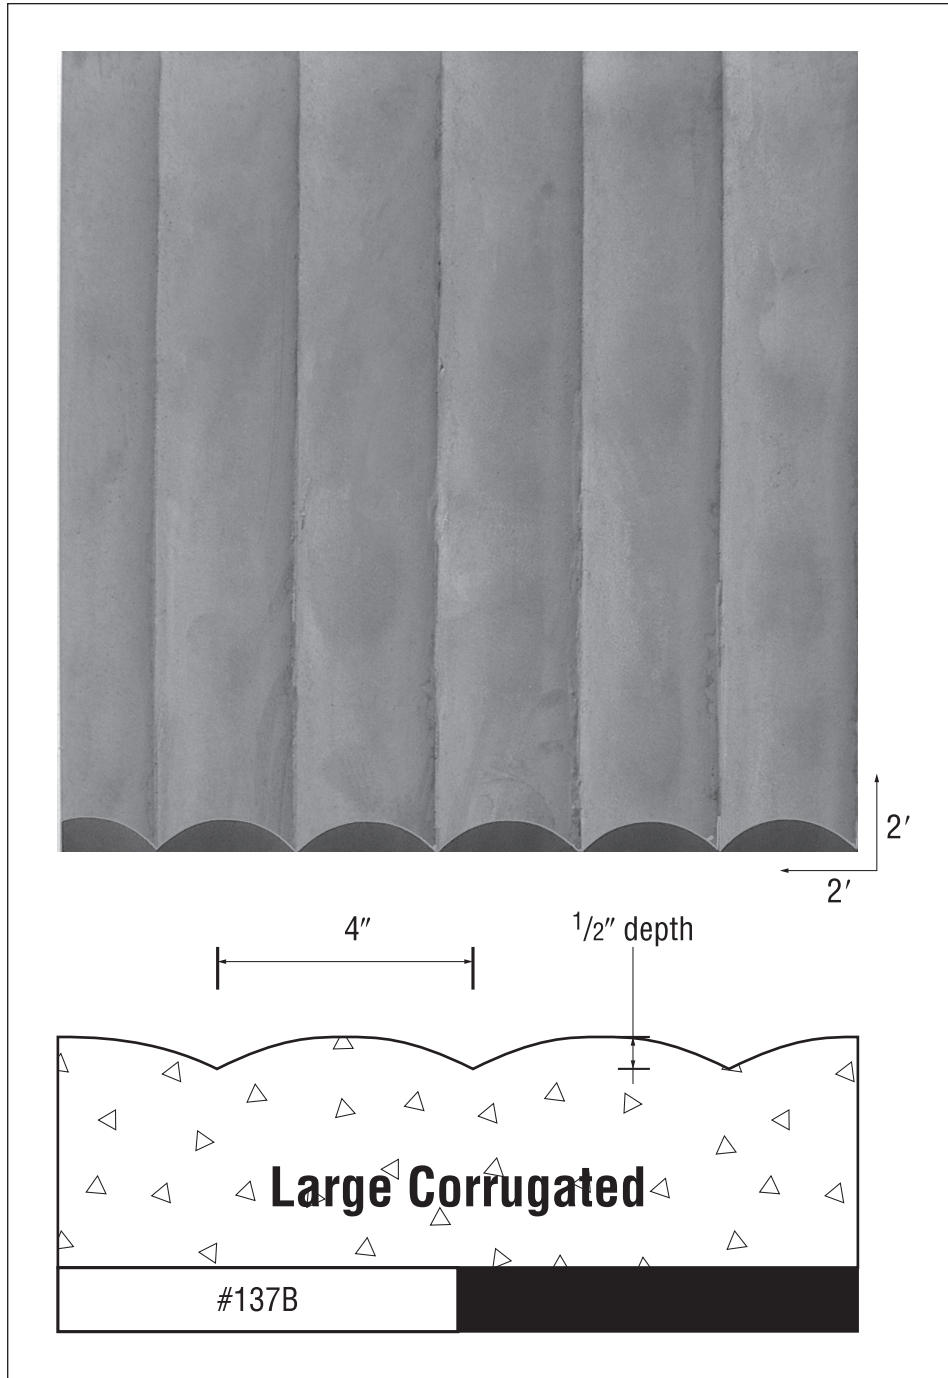 2′
2′
4″
1/2″ depth
Large Corrugated
#137B